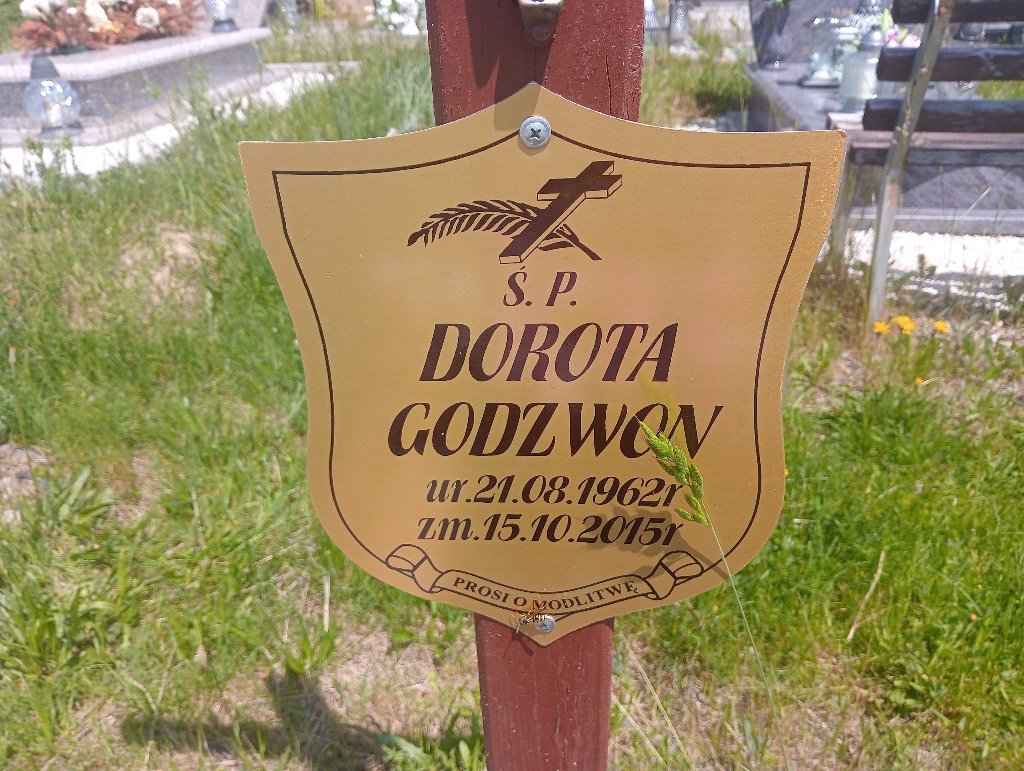 Ś. P.
DOROTA
GODZWON
ur.21.08.1962r
zm.15.10.2015r
PROSI O MODLITWĘ